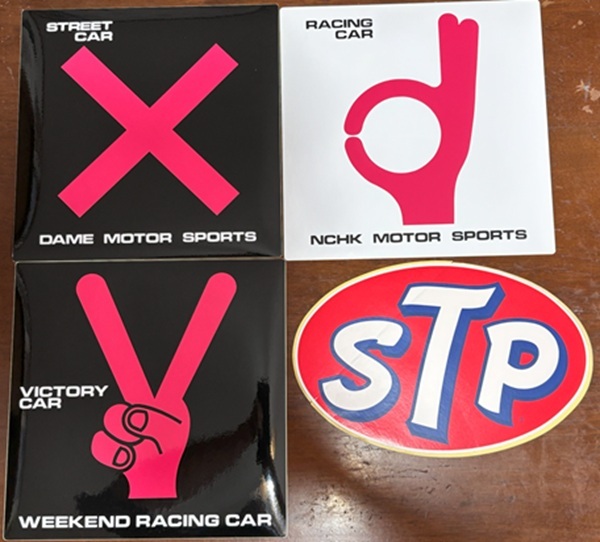 STREET
CAR
DAME MOTOR SPORTS
RACING
CAR
NCHK MOTOR SPORTS
VICTORY
CAR
WEEKEND RACING CAR
STP